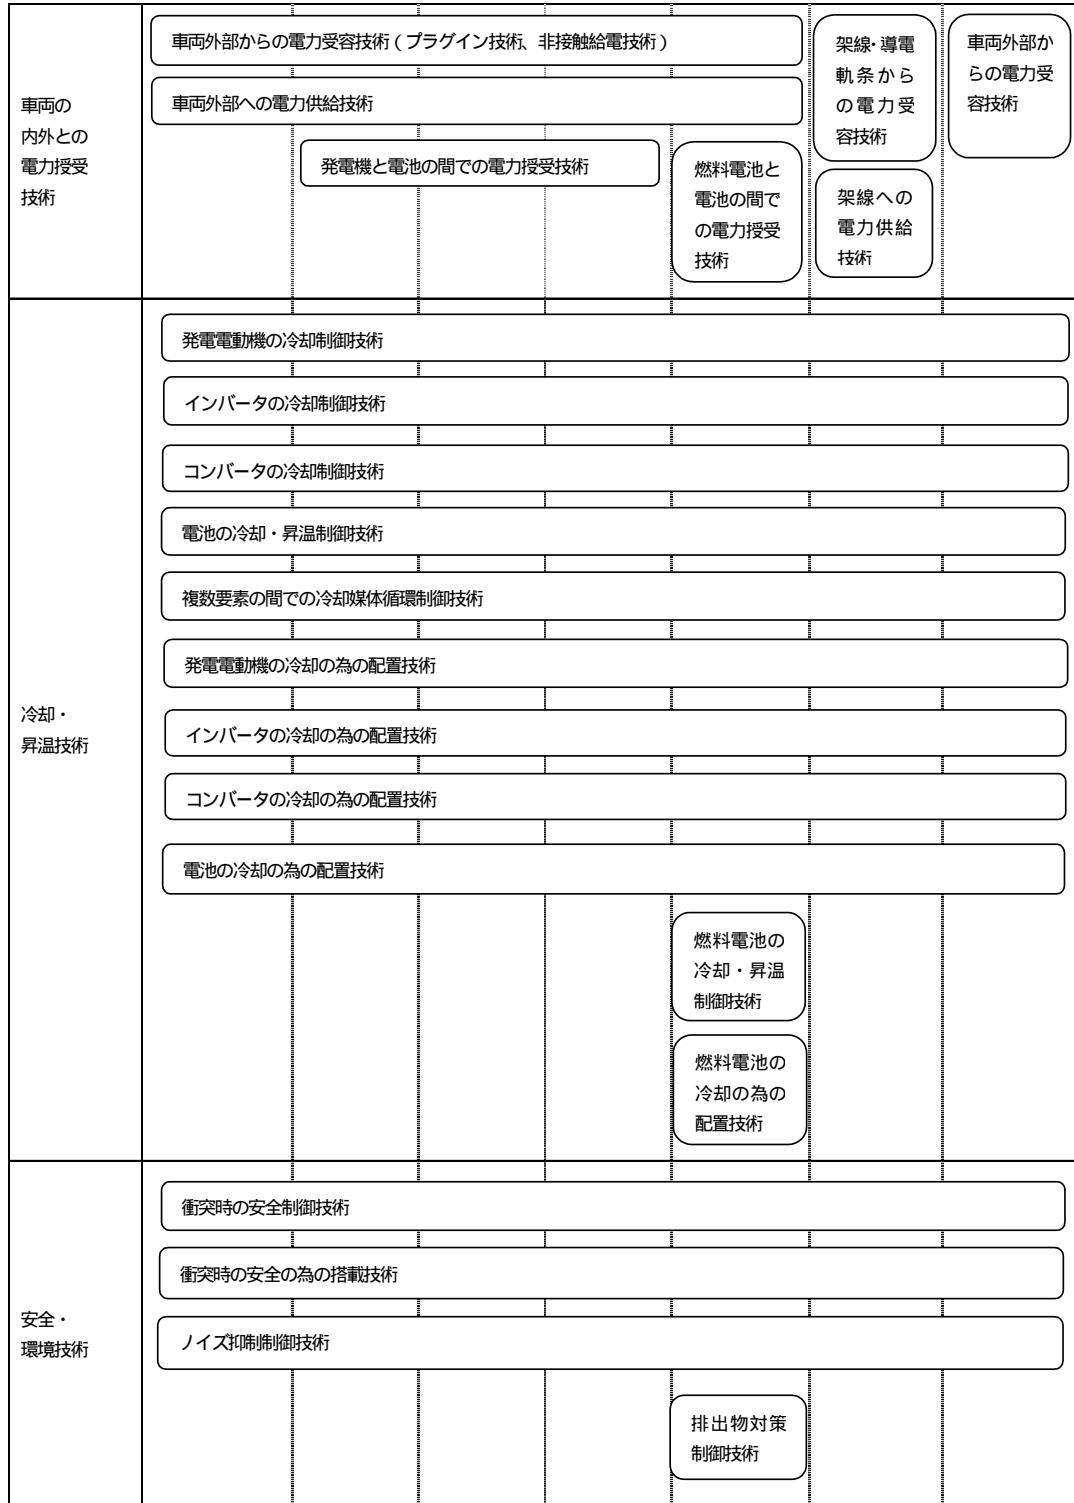 車両の
内外との
電力授受
技術
車両外部からの電力受容技術（プラグイン技術、非接触給電技術）
車両外部への電力供給技術
発電機と電池の間での電力授受技術
燃料電池と
電池の間で
の電力授受
技術
架線・導電
軌条から
の電力受
容技術
架線への
電力供給
技術
車両外部か
らの電力受
容技術
冷却・
昇温技術
発電電動機の冷却制御技術
インバータの冷却制御技術
コンバータの冷却制御技術
電池の冷却・昇温制御技術
複数要素の間での冷却媒体循環制御技術
発電電動機の冷却の為の配置技術
インバータの冷却の為の配置技術
コンバータの冷却の為の配置技術
電池の冷却の為の配置技術
燃料電池の
冷却・昇温
制御技術
燃料電池の
冷却の為の
配置技術
安全・
環境技術
衝突時の安全制御技術
衝突時の安全の為の搭載技術
ノイズ抑制制御技術
排出物対策
制御技術